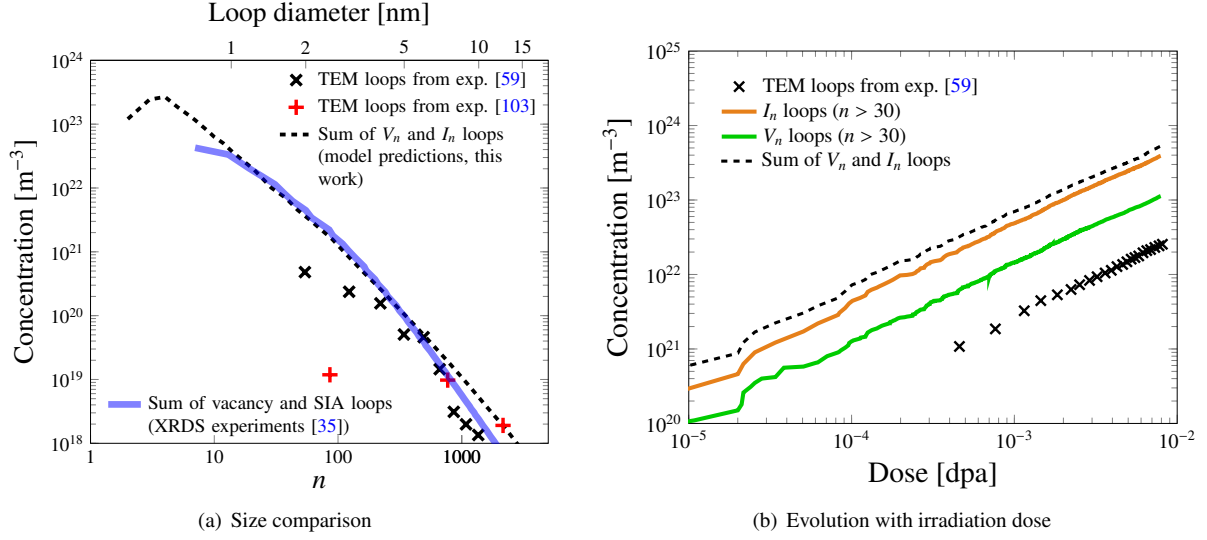 Loop diameter [nm]
1 2 4 5 10 15
10^24
10^23
10^22
10^21
10^20
10^19
10^18
Concentration [m^−3]
TEM loops from exp. [59]
TEM loops from exp. [103]
Sum of V_n and I_n loops
(model predictions, this
work)
Sum of vacancy and SIA loops
(XRDS experiments [35])
1 10 100 1000
n
(a) Size comparison
10^25
10^24
10^23
10^22
10^21
10^20
Concentration [m^−3]
TEM loops from exp. [59]
I_n loops (n > 30)
V_n loops (n > 30)
Sum of V_n and I_n loops
10^−5 10^−4 10^−3 10^−2
Dose [dpa]
(b) Evolution with irradiation dose